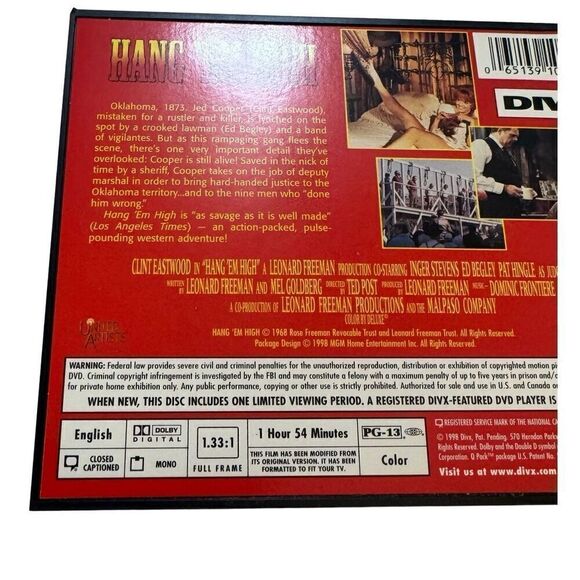 HANG 'EM HIGH
0 65139 10
DIV
Oklahoma, 1873. Jed Cooper (Clint Eastwood),
mistaken for a rustler and killer, is lynched on the
spot by a crooked lawman (Ed Begley) and a band
of vigilantes. But as this rampaging gang flees the
scene, there's one very important detail they've
overlooked: Cooper is still alive! Saved in the nick of
time by a sheriff, Cooper takes on the job of deputy
marshal in order to bring hard-handed justice to the
Oklahoma territory...and to the nine men who "done
him wrong."
Hang 'Em High is "as savage as it is well made"
(Los Angeles Times) — an action-packed, pulse-
pounding western adventure!
CLINT EASTWOOD IN "HANG 'EM HIGH" A LEONARD FREEMAN PRODUCTION CO-STARRING INGER STEVENS ED BEGLEY PAT HINGLE AS JUDG
WRITTEN BY LEONARD FREEMAN AND MEL GOLDBERG DIRECTED BY TED POST PRODUCED BY LEONARD FREEMAN MUSIC- DOMINIC FRONTIERE
A CO-PRODUCTION OF LEONARD FREEMAN PRODUCTIONS AND THE MALPASO COMPANY
COLOR BY DELUXE®
United Artists
HANG 'EM HIGH © 1968 Rose Freeman Revocable Trust and Leonard Freeman Trust. All Rights Reserved.
Package Design © 1998 MGM Home Entertainment Inc. All Rights Reserved.
WARNING: Federal law provides severe civil and criminal penalties for the unauthorized reproduction, distribution or exhibition of copyrighted motion pi
DVD. Criminal copyright infringement is investigated by the FBI and may constitute a felony with a maximum penalty of up to five years in prison and/
for private home exhibition only. Any public performance, copying or other use is strictly prohibited. Authorized for sale and use in U.S. and Canada o
WHEN NEW, THIS DISC INCLUDES ONE LIMITED VIEWING PERIOD. A REGISTERED DIVX-FEATURED DVD PLAYER IS
English
DOLBY
DIGITAL
1.33:1
FULL FRAME
1 Hour 54 Minutes
PG-13
CLOSED
CAPTIONED
MONO
THIS FILM HAS BEEN MODIFIED FROM
ITS ORIGINAL VERSION. IT HAS BEEN
FORMATTED TO FIT YOUR TV.
Color
REGISTERED SERVICE MARK OF THE NATIONAL CA
© 1998 Divx. Pat. Pending. 570 Herndon Parkw
Rights Reserved. Dolby and the Double D symbol
Corporation. Q Pack™ package U.S. Patent No.
Visit us at www.divx.com